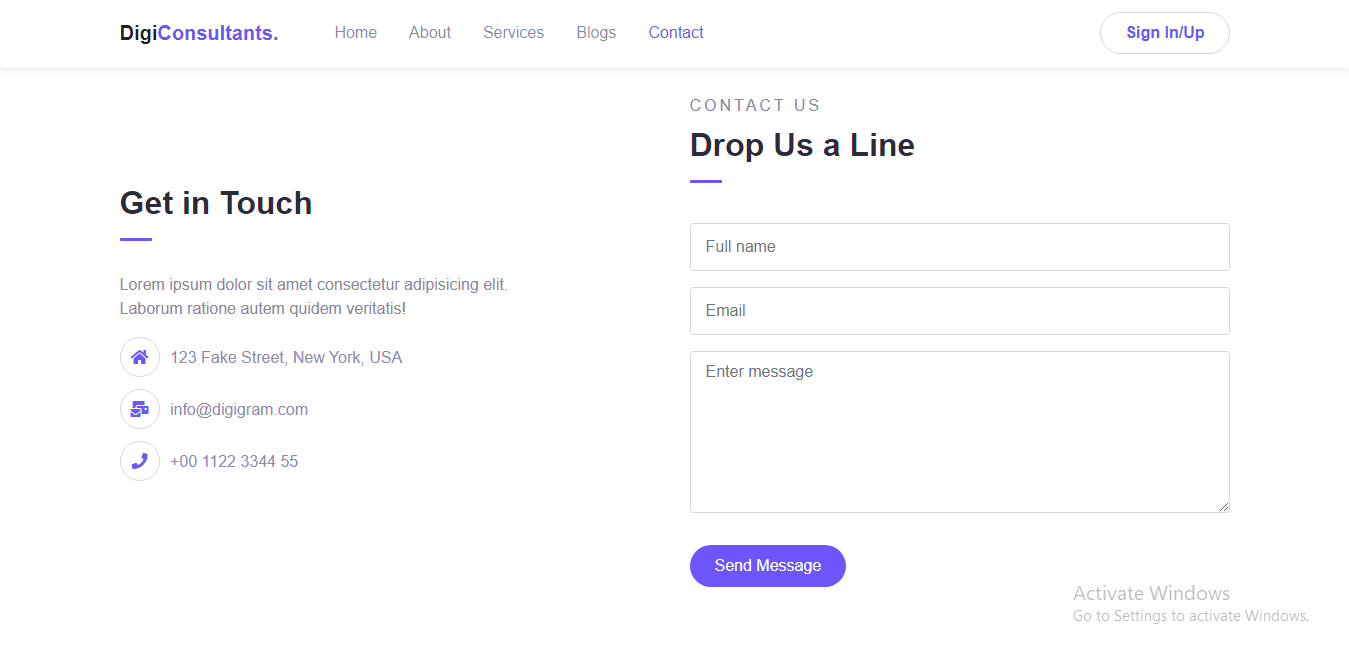 DigiConsultants.
Home
About
Services
Blogs
Contact
Sign In/Up
Get in Touch
Lorem ipsum dolor sit amet consectetur adipisicing elit.
Laborum ratione autem quidem veritatis!
123 Fake Street, New York, USA
info@digigram.com
+00 1122 3344 55
CONTACT US
Drop Us a Line
Full name
Email
Enter message
Send Message
Activate Windows
Go to Settings to activate Windows.